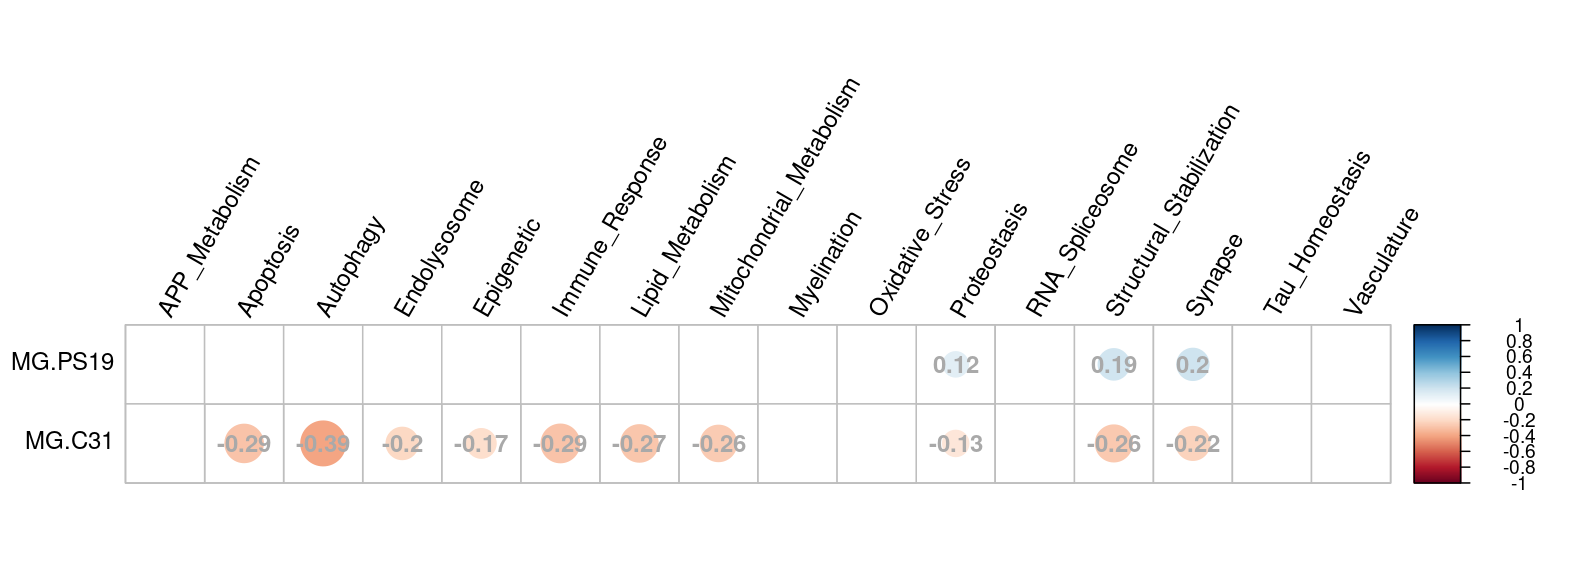 APP_Metabolism
Apoptosis
Autophagy
Endolysosome
Epigenetic
Immune_Response
Lipid_Metabolism
Mitochondrial_Metabolism
Myelination
Oxidative_Stress
Proteostasis
RNA_Spliceosome
Structural_Stabilization
Synapse
Tau_Homeostasis
Vasculature
MG.PS19 0.12 0.19 0.2
MG.C31 -0.29 -0.39 -0.2 -0.17 -0.29 -0.27 -0.26 -0.13 -0.26 -0.22
1
0.8
0.6
0.4
0.2
0
-0.2
-0.4
-0.6
-0.8
-1